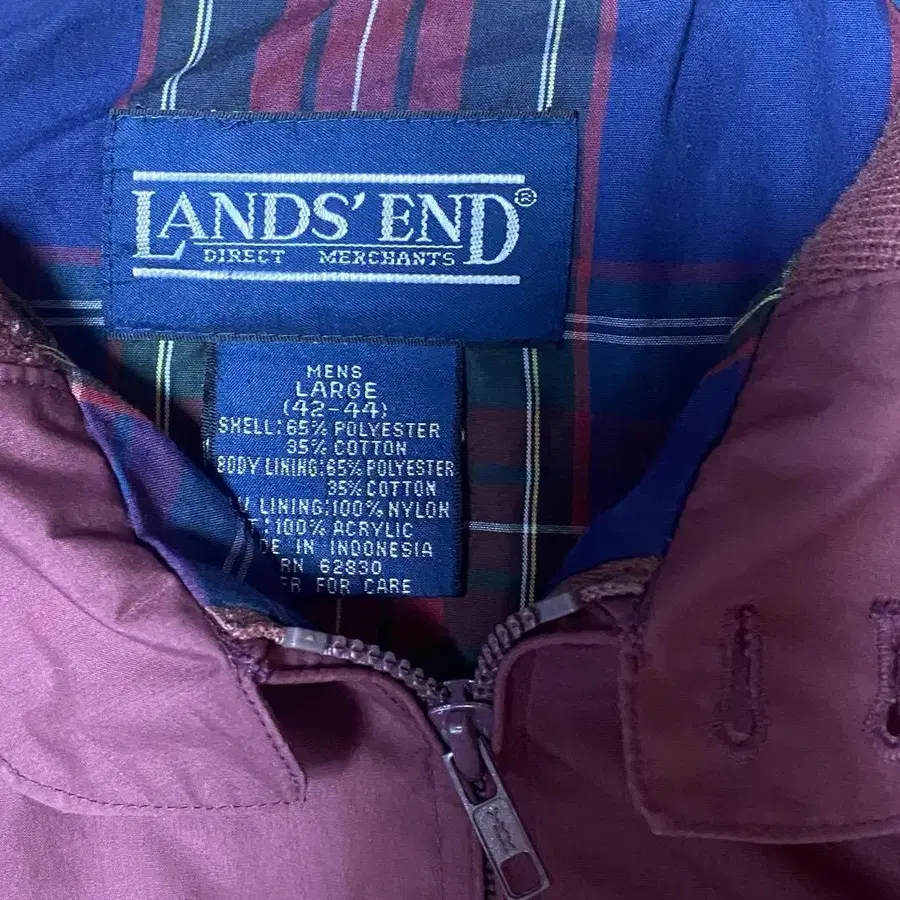 LANDS' END®
DIRECT MERCHANTS
MENS
LARGE
(42-44)
SHELL:65% POLYESTER
35% COTTON
BODY LINING:65% POLYESTER
35% COTTON
LINING:100% NYLON
:100% ACRYLIC
DE IN INDONESIA
RN 62830
FOR CARE